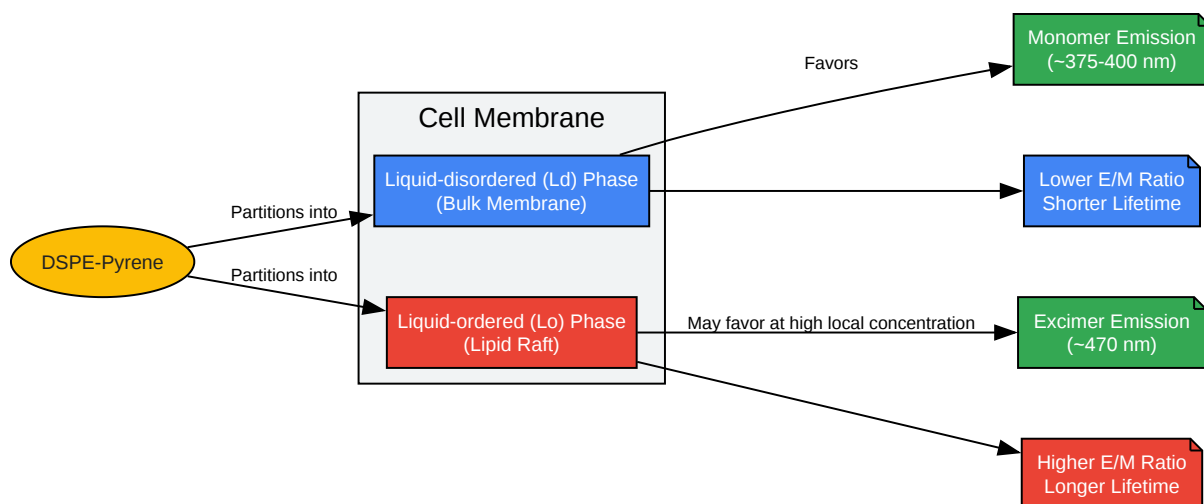 Monomer Emission
(~375-400 nm)
Favors
Cell Membrane
Liquid-disordered (Ld) Phase
(Bulk Membrane)
Lower E/M Ratio
Shorter Lifetime
Partitions into
DSPE-Pyrene
Partitions into
Liquid-ordered (Lo) Phase
(Lipid Raft)
May favor at high local concentration
Excimer Emission
(~470 nm)
Higher E/M Ratio
Longer Lifetime